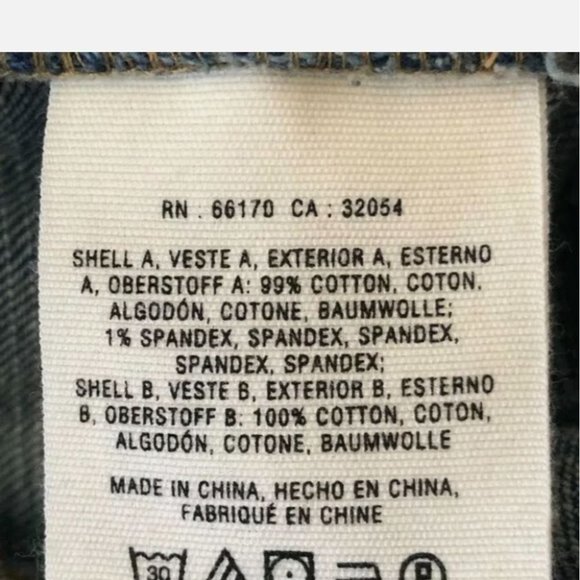 RN . 66170 CA : 32054
SHELL A, VESTE A, EXTERIOR A, ESTERNO
A, OBERSTOFF A: 99% COTTON, COTON,
ALGODÓN, COTONE, BAUMWOLLE;
1% SPANDEX, SPANDEX, SPANDEX,
SPANDEX, SPANDEX;
SHELL B, VESTE B, EXTERIOR B, ESTERNO
B, OBERSTOFF B: 100% COTTON, COTON,
ALGODÓN, COTONE, BAUMWOLLE
MADE IN CHINA, HECHO EN CHINA,
FABRIQUÉ EN CHINE
30